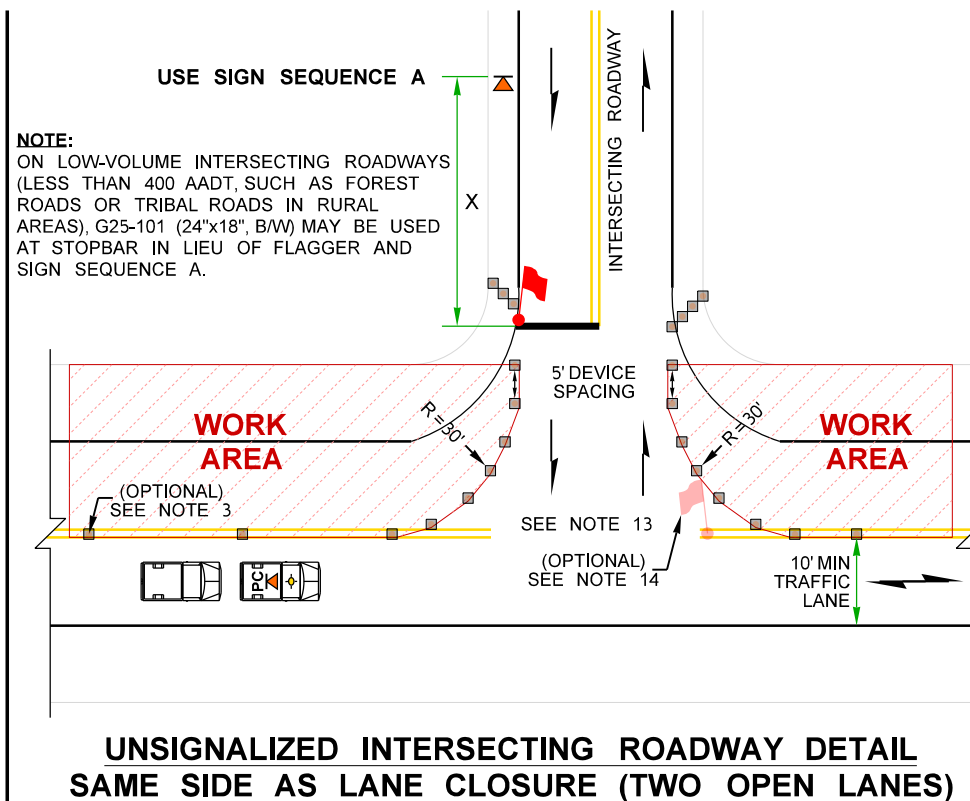 USE SIGN SEQUENCE A
NOTE:
ON LOW-VOLUME INTERSECTING ROADWAYS
(LESS THAN 400 AADT, SUCH AS FOREST
ROADS OR TRIBAL ROADS IN RURAL
AREAS), G25-101 (24"x18", B/W) MAY BE USED
AT STOPBAR IN LIEU OF FLAGGER AND
SIGN SEQUENCE A.
X
INTERSECTING ROADWAY
5' DEVICE
SPACING
WORK
AREA
R=30'
R=30'
WORK
AREA
(OPTIONAL)
SEE NOTE 3
SEE NOTE 13
(OPTIONAL)
SEE NOTE 14
10' MIN
TRAFFIC
LANE
PC
UNSIGNALIZED INTERSECTING ROADWAY DETAIL
SAME SIDE AS LANE CLOSURE (TWO OPEN LANES)